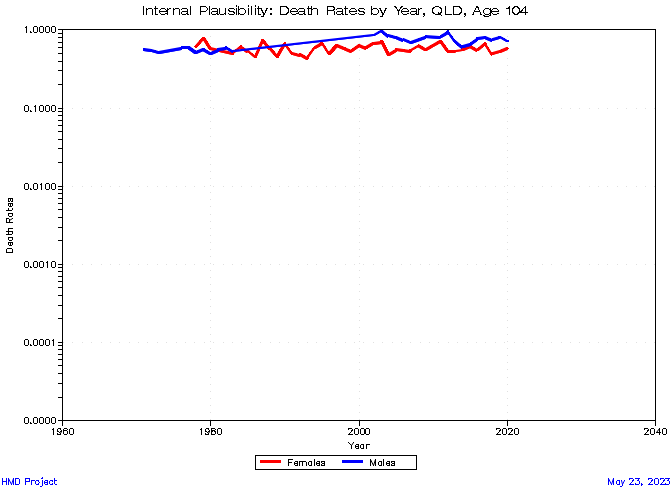 Internal Plausibility: Death Rates by Year, QLD, Age 104
1.0000
0.1000
0.0100
0.0010
0.0001
0.0000
Death Rates
1960
1980
2000
2020
2040
Year
Females
Males
HMD Project
May 23, 2023